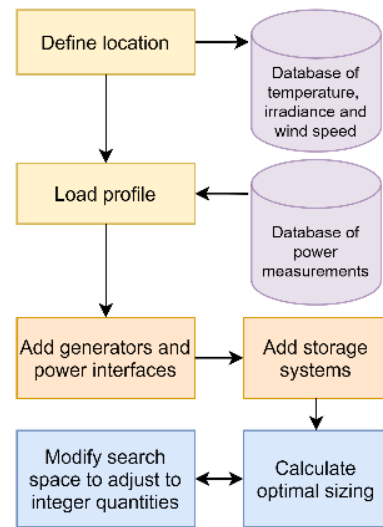 Define location
Database of
temperature,
irradiance and
wind speed
Load profile
Database of
power
measurements
Add generators and
power interfaces
Add storage
systems
Modify search
space to adjust to
integer quantities
Calculate
optimal sizing